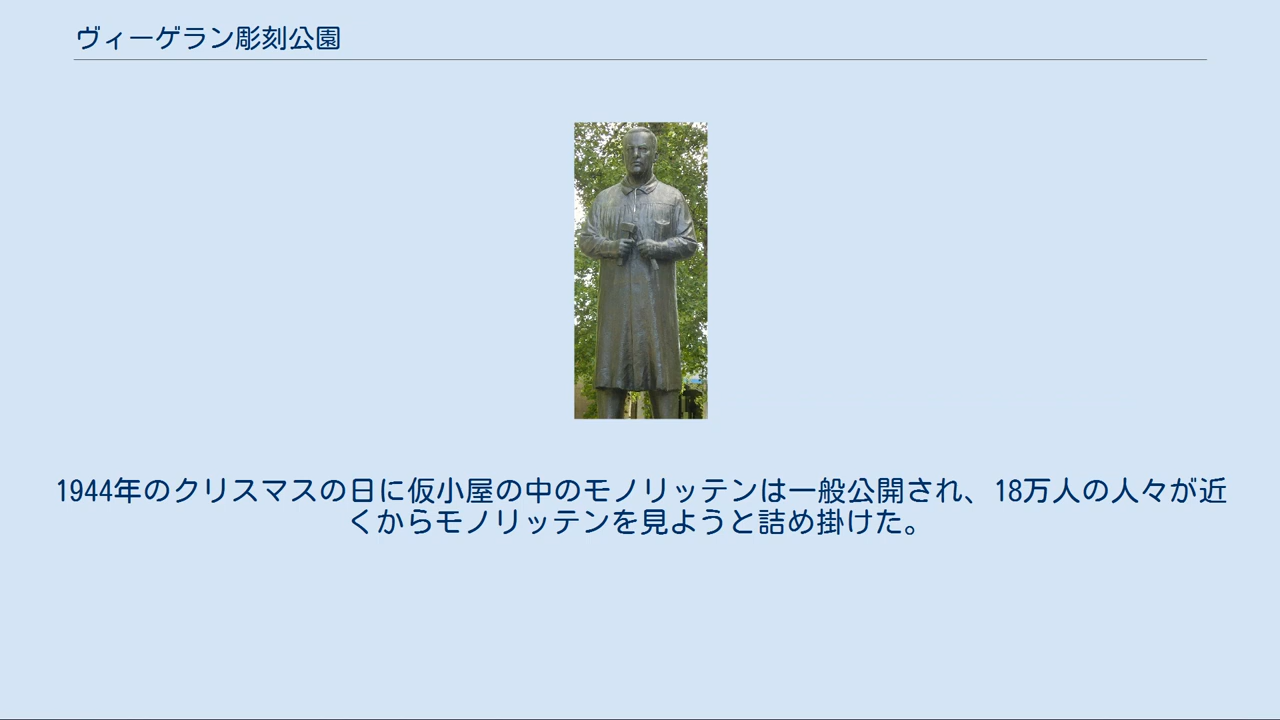 ヴィーゲラン彫刻公園
1944年のクリスマスの日に仮小屋の中のモノリッテンは一般公開され、18万人の人々が近
くからモノリッテンを見ようと詰め掛けた。